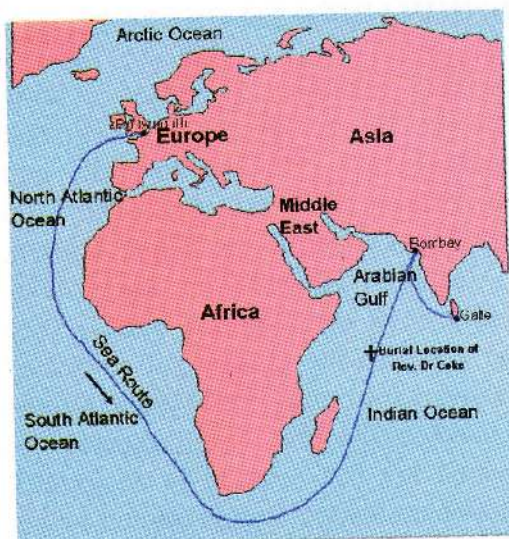 Arctic Ocean
Europe
Asia
North Atlantic
Ocean
Middle
East
Bombay
Arabian
Gulf
Galle
Africa
Burial Location of
Rev. Dr Coke
Sea Route
Indian Ocean
South Atlantic
Ocean